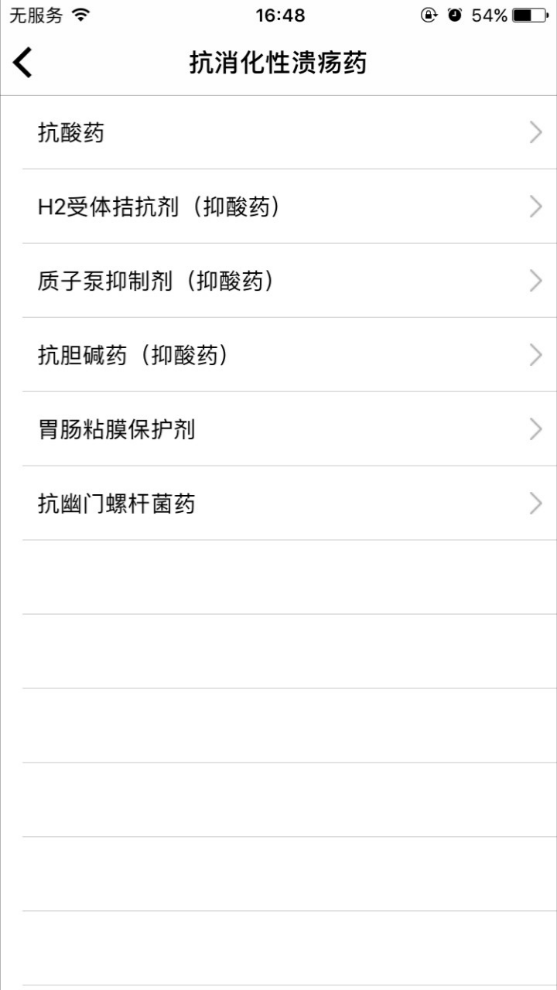 无服务 16:48 54%
抗消化性溃疡药
抗酸药
H2受体拮抗剂（抑酸药）
质子泵抑制剂（抑酸药）
抗胆碱药（抑酸药）
胃肠粘膜保护剂
抗幽门螺杆菌药